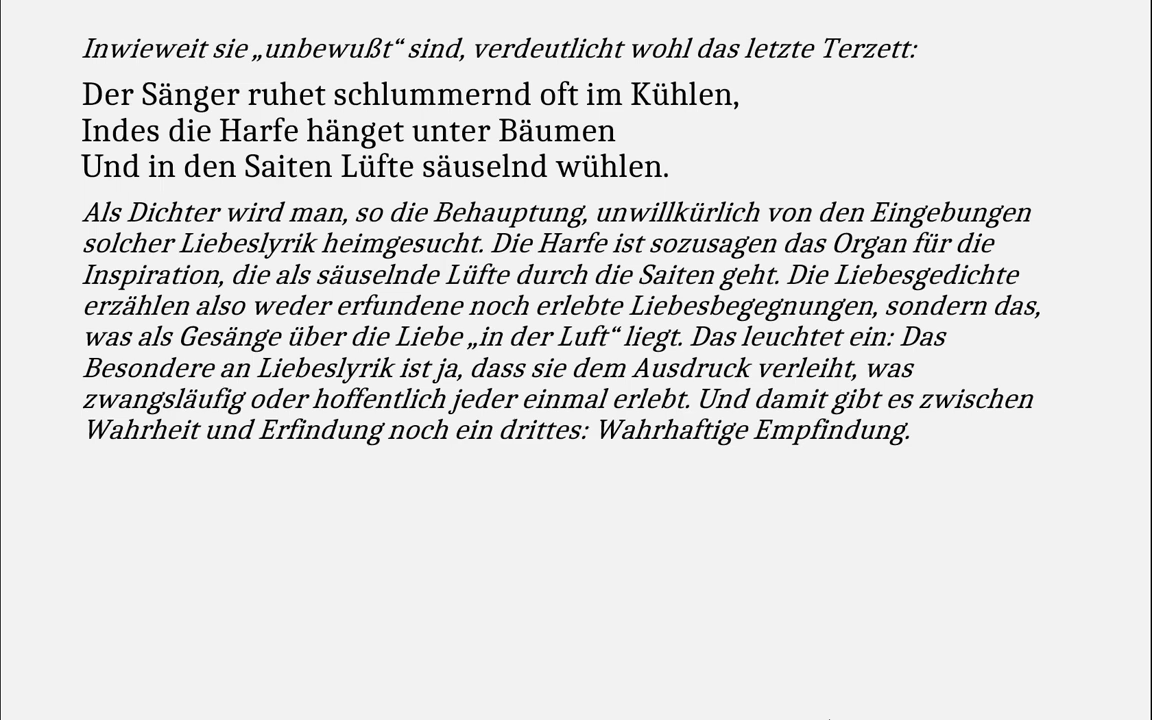 Inwieweit sie „unbewußt“ sind, verdeutlicht wohl das letzte Terzett:
Der Sänger ruhet schlummernd oft im Kühlen,
Indes die Harfe hänget unter Bäumen
Und in den Saiten Lüfte säuselnd wühlen.
Als Dichter wird man, so die Behauptung, unwillkürlich von den Eingebungen
solcher Liebeslyrik heimgesucht. Die Harfe ist sozusagen das Organ für die
Inspiration, die als säuselnde Lüfte durch die Saiten geht. Die Liebesgedichte
erzählen also weder erfundene noch erlebte Liebesbegegnungen, sondern das,
was als Gesänge über die Liebe „in der Luft“ liegt. Das leuchtet ein: Das
Besondere an Liebeslyrik ist ja, dass sie dem Ausdruck verleiht, was
zwangsläufig oder hoffentlich jeder einmal erlebt. Und damit gibt es zwischen
Wahrheit und Erfindung noch ein drittes: Wahrhaftige Empfindung.